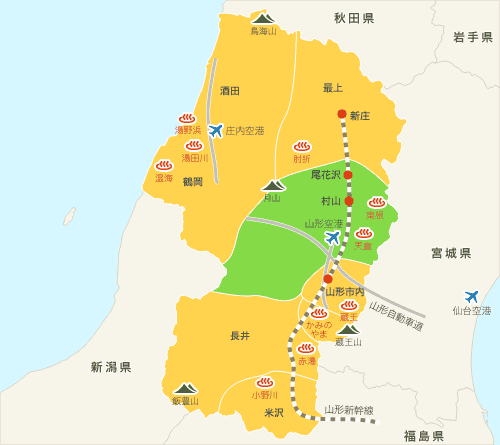 秋田県
鳥海山
岩手県
酒田
最上
新庄
湯野浜
庄内空港
湯田川
肘折
温海
鶴岡
尾花沢
月山
村山
東根
山形空港
天童
宮城県
山形市内
仙台空港
蔵王
山形自動車道
かみの
やま
長井
蔵王山
赤湯
新潟県
小野川
飯豊山
米沢
山形新幹線
福島県